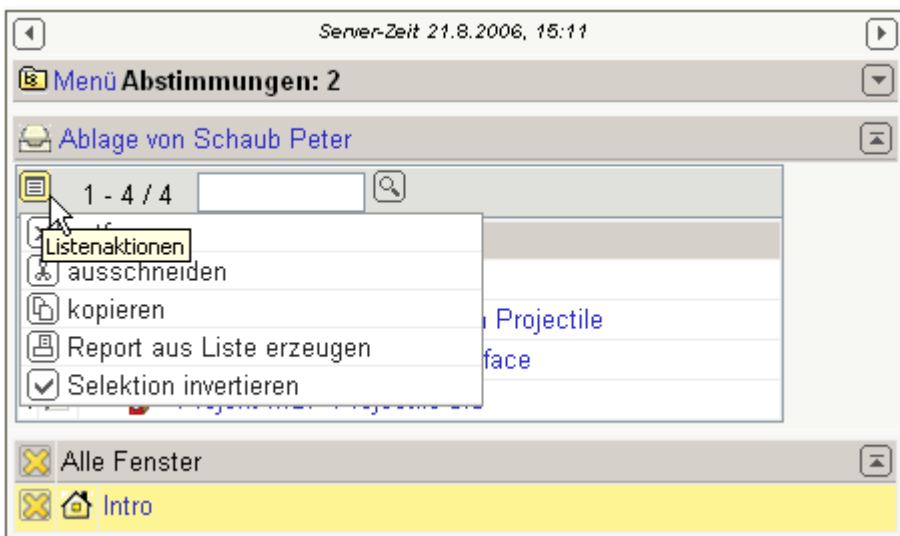 Server-Zeit 21.8.2006, 15:11
Menü Abstimmungen: 2
Ablage von Schaub Peter
1 - 4 / 4
Listenaktionen
ausschneiden
kopieren
Projectile
Report aus Liste erzeugen
face
Selektion invertieren
Alle Fenster
Intro